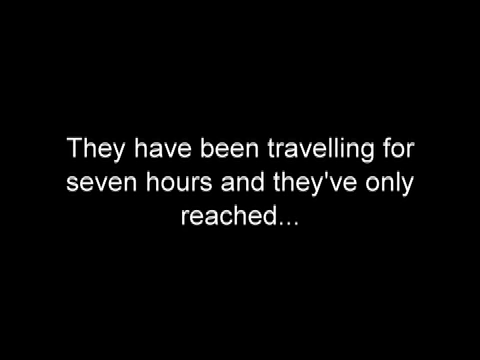 They have been travelling for
seven hours and they've only
reached...